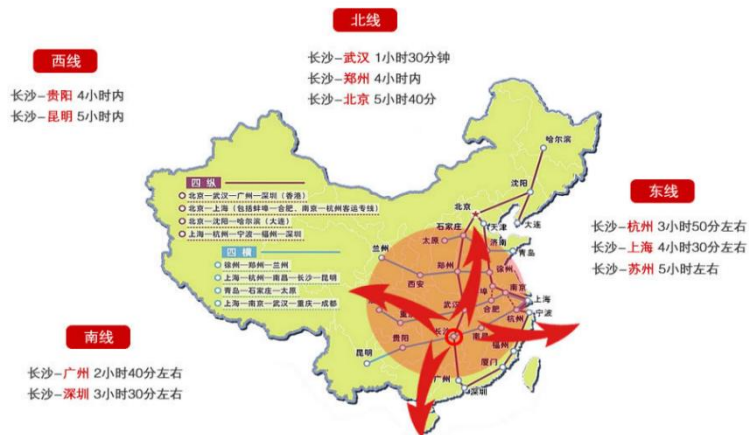 北线
长沙–武汉 1小时30分钟
长沙–郑州 4小时内
长沙–北京 5小时40分
西线
长沙–贵阳 4小时内
长沙–昆明 5小时内
东线
长沙–杭州 3小时50分左右
长沙–上海 4小时30分左右
长沙–苏州 5小时左右
南线
长沙–广州 2小时40分左右
长沙–深圳 3小时30分左右
四纵
北京—武汉—广州—深圳（香港）
北京—上海（包括蚌埠—合肥、南京—杭州客运专线）
北京—沈阳—哈尔滨（大连）
上海—杭州—宁波—福州—深圳
四横
徐州—郑州—兰州
上海—杭州—南昌—长沙—昆明
青岛—石家庄—太原
上海—南京—武汉—重庆—成都
哈尔滨
沈阳
北京
大连
天津
石家庄
太原
济南
青岛
兰州
郑州
徐州
西安
埠
南京
上海
合肥
武汉
宁波
杭州
重
长沙
南昌
贵阳
昆明
福州
厦门
广州
深圳